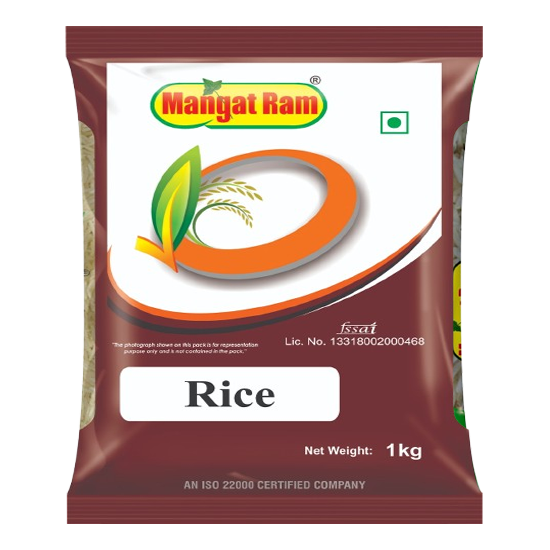 Mangat Ram®
fssai
Lic. No. 13318002000468
"The photograph shown on this pack is for representation
purpose only and is not contained in the pack."
Rice
Net Weight: 1kg
AN ISO 22000 CERTIFIED COMPANY